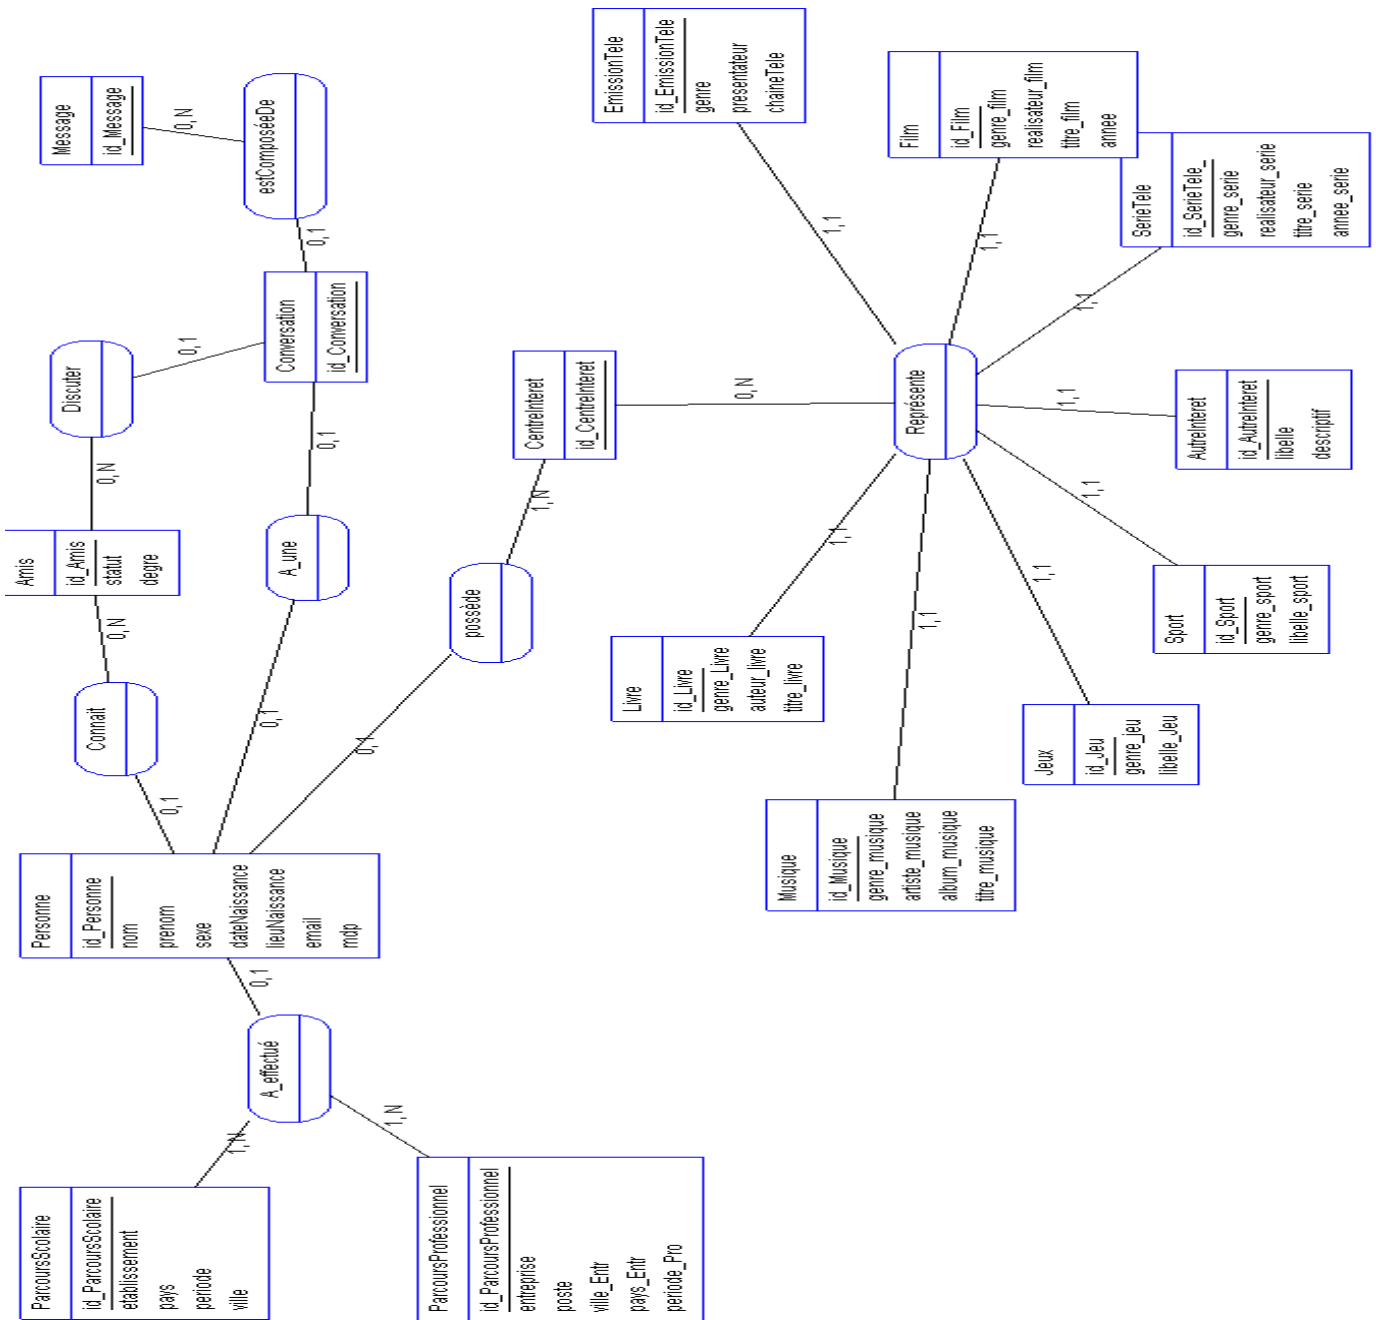 Message
id_Message
0, N
estComposéeDe
0,1
Conversation
id_Conversation
0,1
Discuter
0, N
Amis
id_Amis
statut
degre
0, N
Connait
0,1
0,1
A_une
0,1
possède
0,1
1, N
CentreInteret
id_CentreInteret
0, N
Personne
id_Personne
nom
prenom
sexe
dateNaissance
lieuNaissance
email
mdp
0,1
A_effectué
1, N
1, N
ParcoursScolaire
id_ParcoursScolaire
etablissement
pays
periode
ville
ParcoursProfessionnel
id_ParcoursProfessionnel
entreprise
poste
ville_Entr
pays_Entr
periode_Pro
Représente
1,1
EmissionTele
id_EmissionTele
genre
presentateur
chaineTele
1,1
Film
id_Film
genre_film
realisateur_film
titre_film
annee
1,1
SerieTele
id_SerieTele_
genre_serie
realisateur_serie
titre_serie
annee_serie
1,1
AutreInteret
id_AutreInteret
libelle
descriptif
1,1
Sport
id_Sport
genre_sport
libelle_sport
1,1
Jeux
id_Jeu
genre_jeu
libelle_Jeu
1,1
Musique
id_Musique
genre_musique
artiste_musique
album_musique
titre_musique
1,1
Livre
id_Livre
genre_Livre
auteur_livre
titre_livre